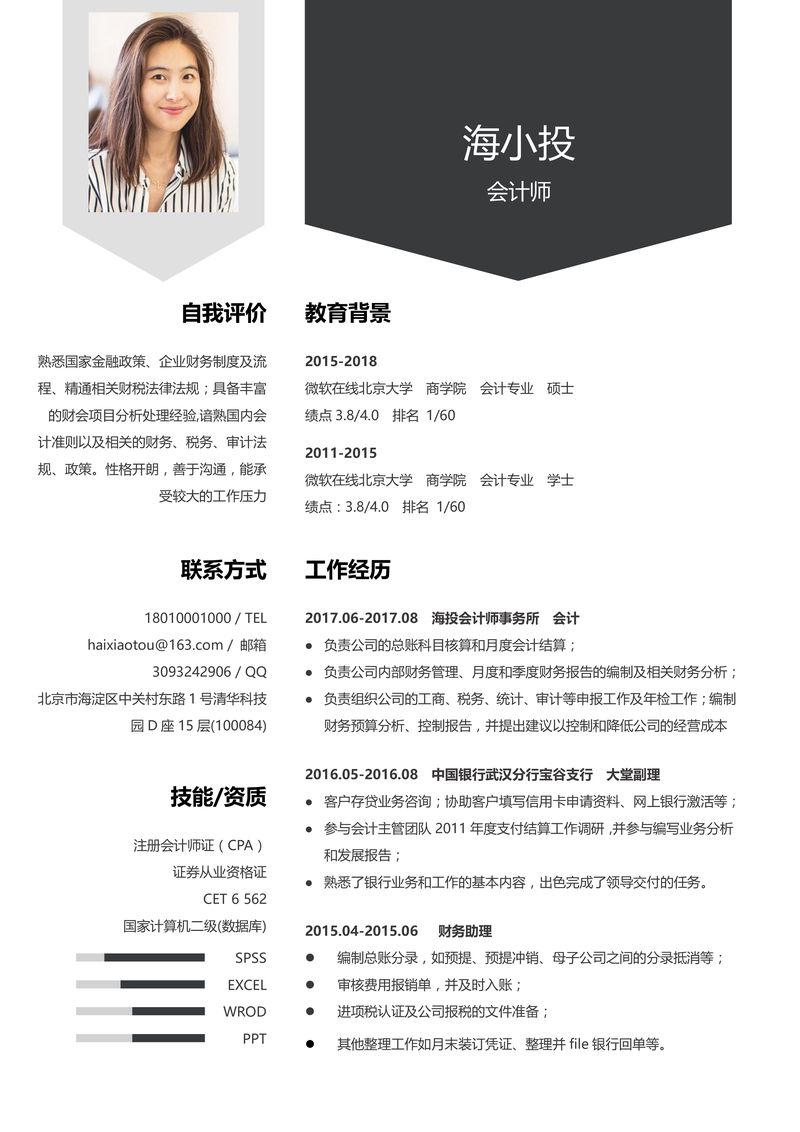 海小投
会计师
自我评价
熟悉国家金融政策、企业财务制度及流
程、精通相关财税法律法规；具备丰富
的财会项目分析处理经验,谙熟国内会
计准则以及相关的财务、税务、审计法
规、政策。性格开朗，善于沟通，能承
受较大的工作压力
联系方式
18010001000 / TEL
haixiaotou@163.com / 邮箱
3093242906 / QQ
北京市海淀区中关村东路 1 号清华科技
园 D 座 15 层(100084)
技能/资质
注册会计师证（CPA ）
证券从业资格证
CET 6 562
国家计算机二级(数据库)
SPSS
EXCEL
WROD
PPT
教育背景
2015-2018
微软在线北京大学 商学院 会计专业 硕士
绩点 3.8/4.0 排名 1/60
2011-2015
微软在线北京大学 商学院 会计专业 学士
绩点：3.8/4.0 排名 1/60
工作经历
2017.06-2017.08 海投会计师事务所 会计
● 负责公司的总账科目核算和月度会计结算；
● 负责公司内部财务管理、月度和季度财务报告的编制及相关财务分析；
● 负责组织公司的工商、税务、统计、审计等申报工作及年检工作；编制
财务预算分析、控制报告，并提出建议以控制和降低公司的经营成本
2016.05-2016.08 中国银行武汉分行宝谷支行 大堂副理
● 客户存贷业务咨询；协助客户填写信用卡申请资料、网上银行激活等；
● 参与会计主管团队 2011 年度支付结算工作调研 ,并参与编写业务分析
和发展报告；
● 熟悉了银行业务和工作的基本内容，出色完成了领导交付的任务。
2015.04-2015.06 财务助理
● 编制总账分录，如预提、预提冲销、母子公司之间的分录抵消等；
● 审核费用报销单，并及时入账；
● 进项税认证及公司报税的文件准备；
● 其他整理工作如月末装订凭证、整理并 file 银行回单等。